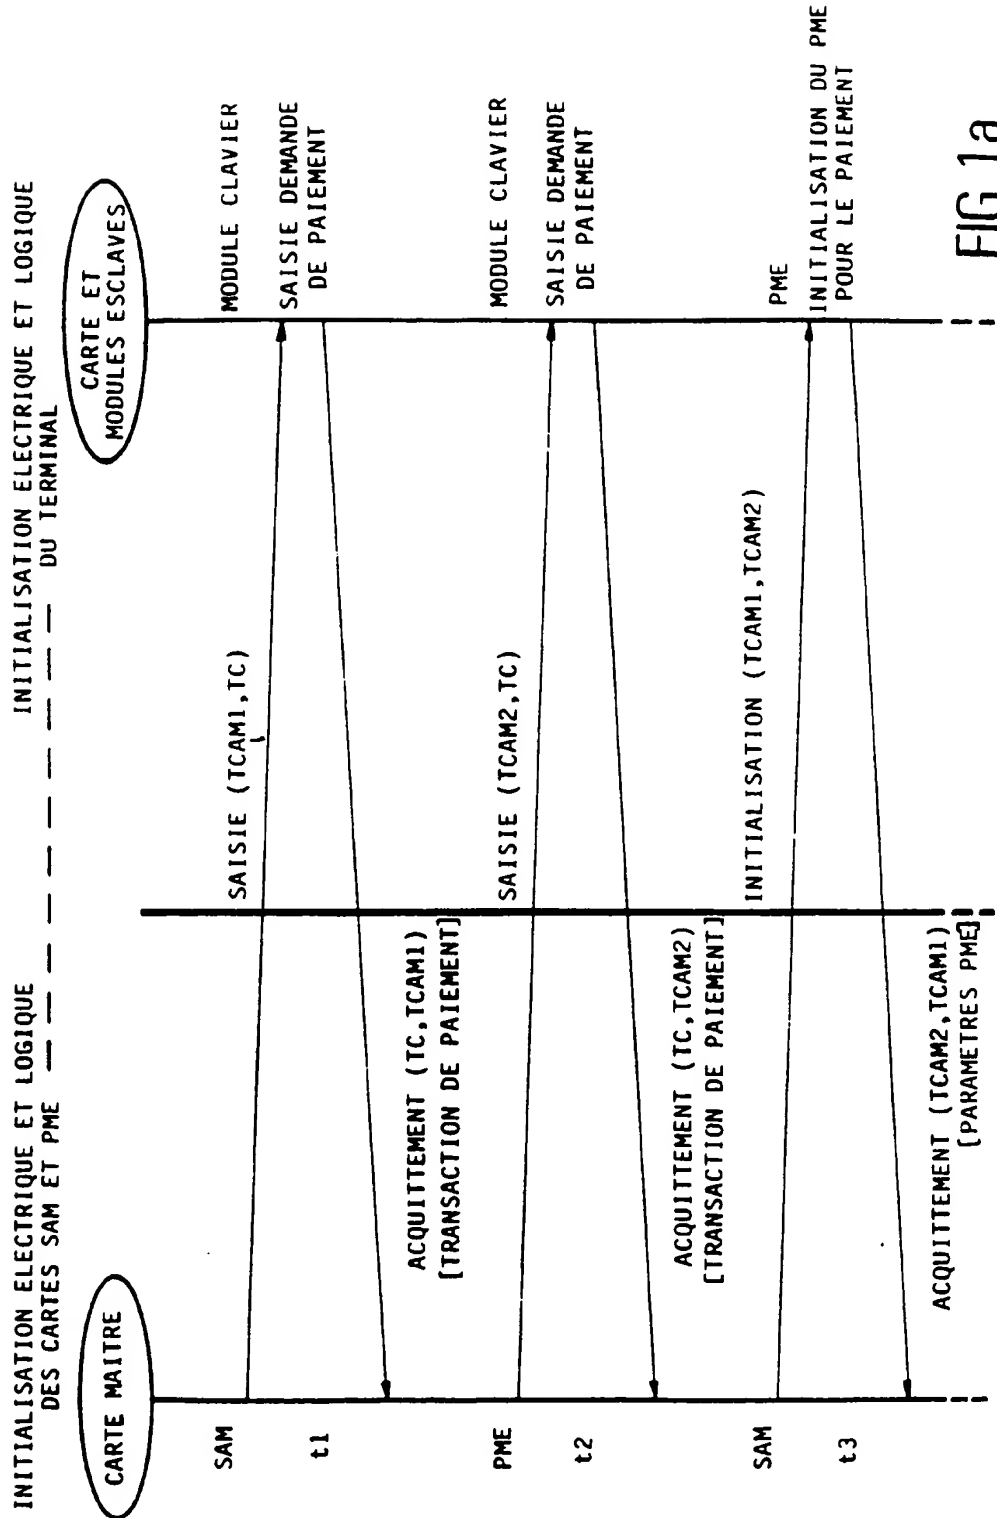 INITIALISATION ELECTRIQUE ET LOGIQUE
DES CARTES SAM ET PME
INITIALISATION ELECTRIQUE ET LOGIQUE
DU TERMINAL
CARTE MAITRE
CARTE ET
MODULES ESCLAVES
SAM
t1
SAISIE (TCAM1,TC)
MODULE CLAVIER
SAISIE DEMANDE
DE PAIEMENT
ACQUITTEMENT (TC,TCAM1)
[TRANSACTION DE PAIEMENT]
PME
t2
SAISIE (TCAM2,TC)
MODULE CLAVIER
SAISIE DEMANDE
DE PAIEMENT
ACQUITTEMENT (TC,TCAM2)
[TRANSACTION DE PAIEMENT]
SAM
t3
INITIALISATION (TCAM1,TCAM2)
PME
INITIALISATION DU PME
POUR LE PAIEMENT
ACQUITTEMENT (TCAM2,TCAM1)
[PARAMETRES PME]
FIG.1a